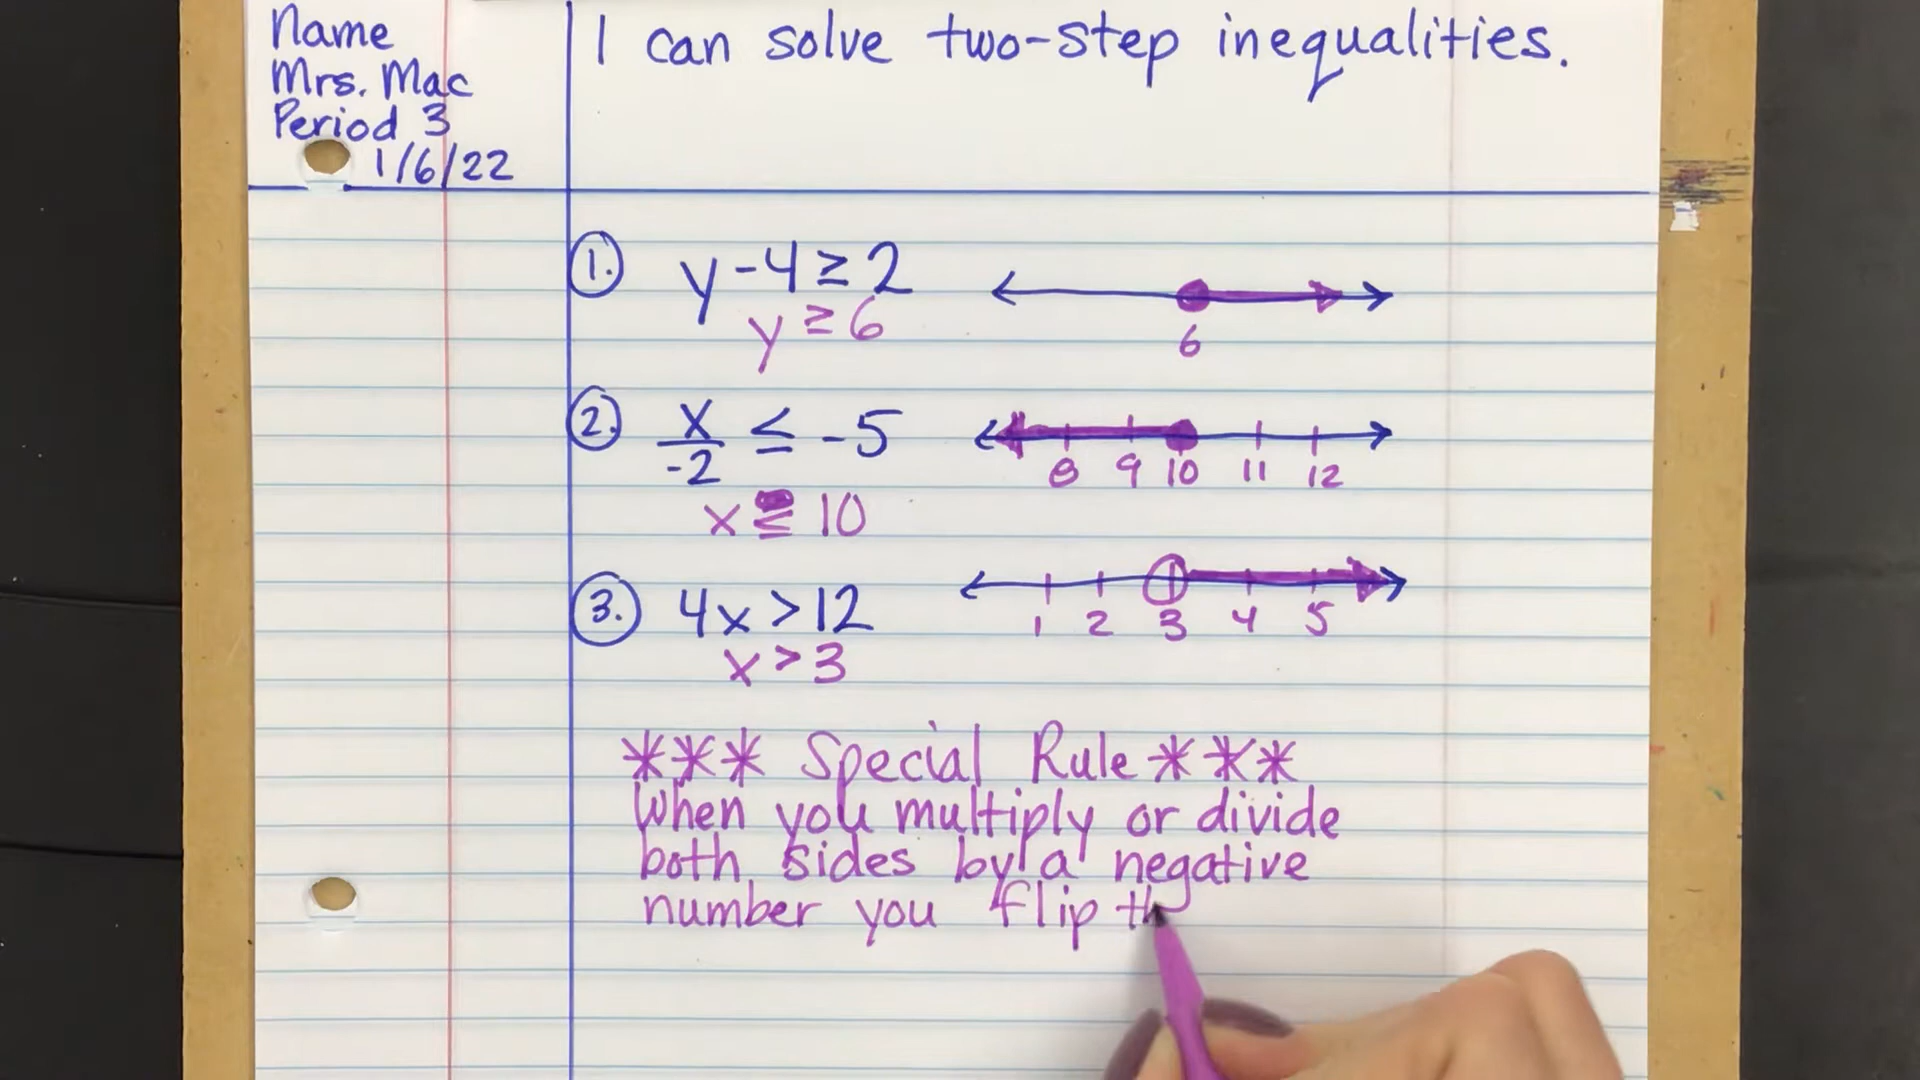 Name
Mrs. Mac
Period 3
1/6/22
I can solve two-step inequalities.
1. y - 4 ≥ 2
y ≥ 6
6
2. x/-2 ≤ -5
x ≤ 10
8 9 10 11 12
3. 4x > 12
x > 3
1 2 3 4 5
*** Special Rule ***
When you multiply or divide
both sides by a negative
number you flip th